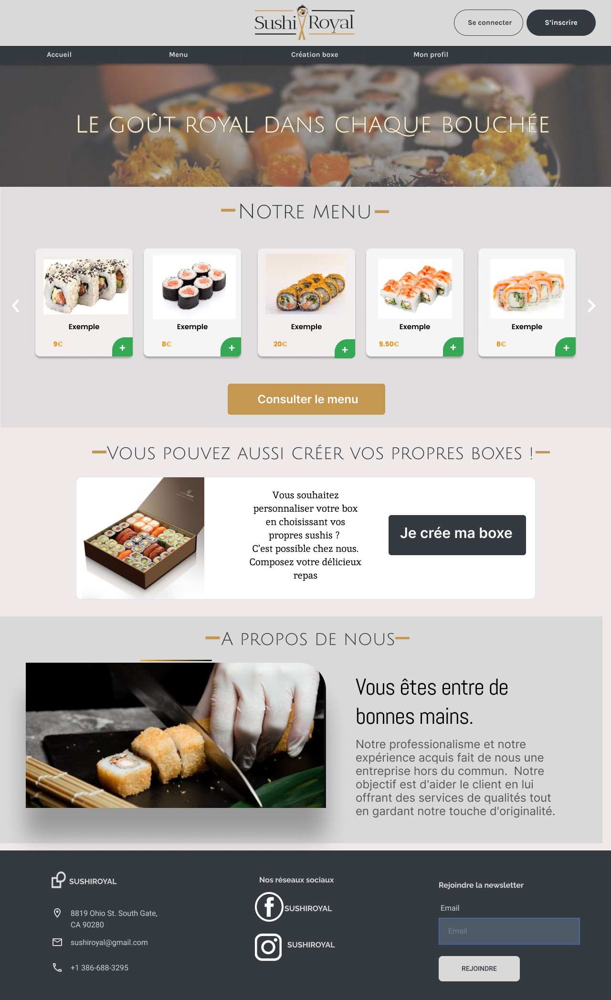 Sushi Royal
Se connecter
S'inscrire
Accueil
Menu
Création boxe
Mon profil
Le goût royal dans chaque bouchée
Notre menu
Exemple
9€
+
Exemple
8€
+
Exemple
20€
+
Exemple
9.50€
+
Exemple
8€
+
Consulter le menu
Vous pouvez aussi créer vos propres boxes !
Vous souhaitez
personnaliser votre box
en choisissant vos
propres sushis ?
C'est possible chez nous.
Composez votre délicieux
repas
Je crée ma boxe
A propos de nous
Vous êtes entre de
bonnes mains.
Notre professionalisme et notre
expérience acquis fait de nous une
entreprise hors du commun.  Notre
objectif est d'aider le client en lui
offrant des services de qualités tout
en gardant notre touche d'originalité.
SUSHIROYAL
8819 Ohio St. South Gate,
CA 90280
sushiroyal@gmail.com
+1 386-688-3295
Nos réseaux sociaux
SUSHIROYAL
SUSHIROYAL
Rejoindre la newsletter
Email
Email
REJOINDRE